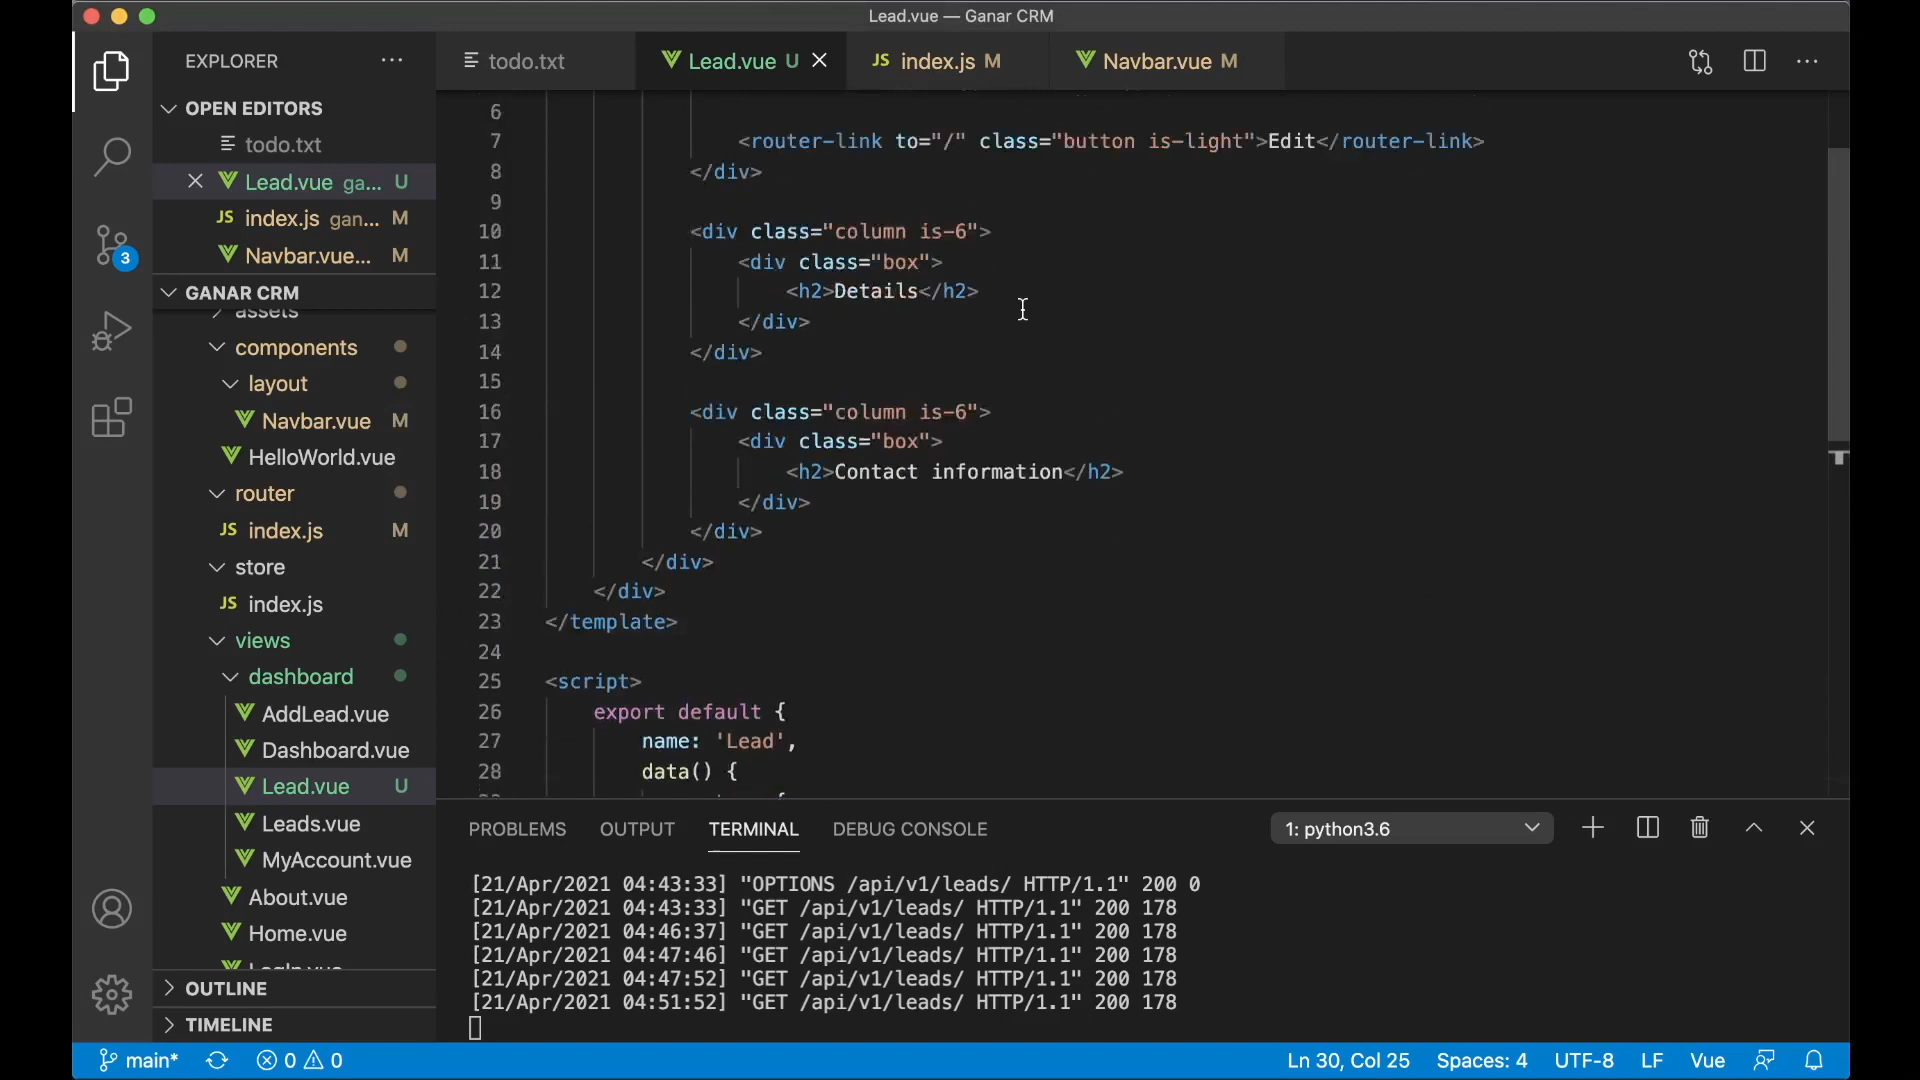 Lead.vue — Ganar CRM
EXPLORER
OPEN EDITORS
todo.txt
Lead.vue ga... U
JS index.js gan... M
Navbar.vue... M
GANAR CRM
assets
components
layout
Navbar.vue M
HelloWorld.vue
router
JS index.js M
store
JS index.js
views
dashboard
AddLead.vue
Dashboard.vue
Lead.vue U
Leads.vue
MyAccount.vue
About.vue
Home.vue
LogIn.vue
OUTLINE
TIMELINE
3
todo.txt Lead.vue U JS index.js M Navbar.vue M
6
7 <router-link to="/" class="button is-light">Edit</router-link>
8 </div>
9
10 <div class="column is-6">
11 <div class="box">
12 <h2>Details</h2>
13 </div>
14 </div>
15
16 <div class="column is-6">
17 <div class="box">
18 <h2>Contact information</h2>
19 </div>
20 </div>
21 </div>
22 </div>
23 </template>
24
25 <script>
26 export default {
27 name: 'Lead',
28 data() {
PROBLEMS OUTPUT TERMINAL DEBUG CONSOLE 1: python3.6
[21/Apr/2021 04:43:33] "OPTIONS /api/v1/leads/ HTTP/1.1" 200 0
[21/Apr/2021 04:43:33] "GET /api/v1/leads/ HTTP/1.1" 200 178
[21/Apr/2021 04:46:37] "GET /api/v1/leads/ HTTP/1.1" 200 178
[21/Apr/2021 04:47:46] "GET /api/v1/leads/ HTTP/1.1" 200 178
[21/Apr/2021 04:47:52] "GET /api/v1/leads/ HTTP/1.1" 200 178
[21/Apr/2021 04:51:52] "GET /api/v1/leads/ HTTP/1.1" 200 178
main* 0 0 Ln 30, Col 25 Spaces: 4 UTF-8 LF Vue